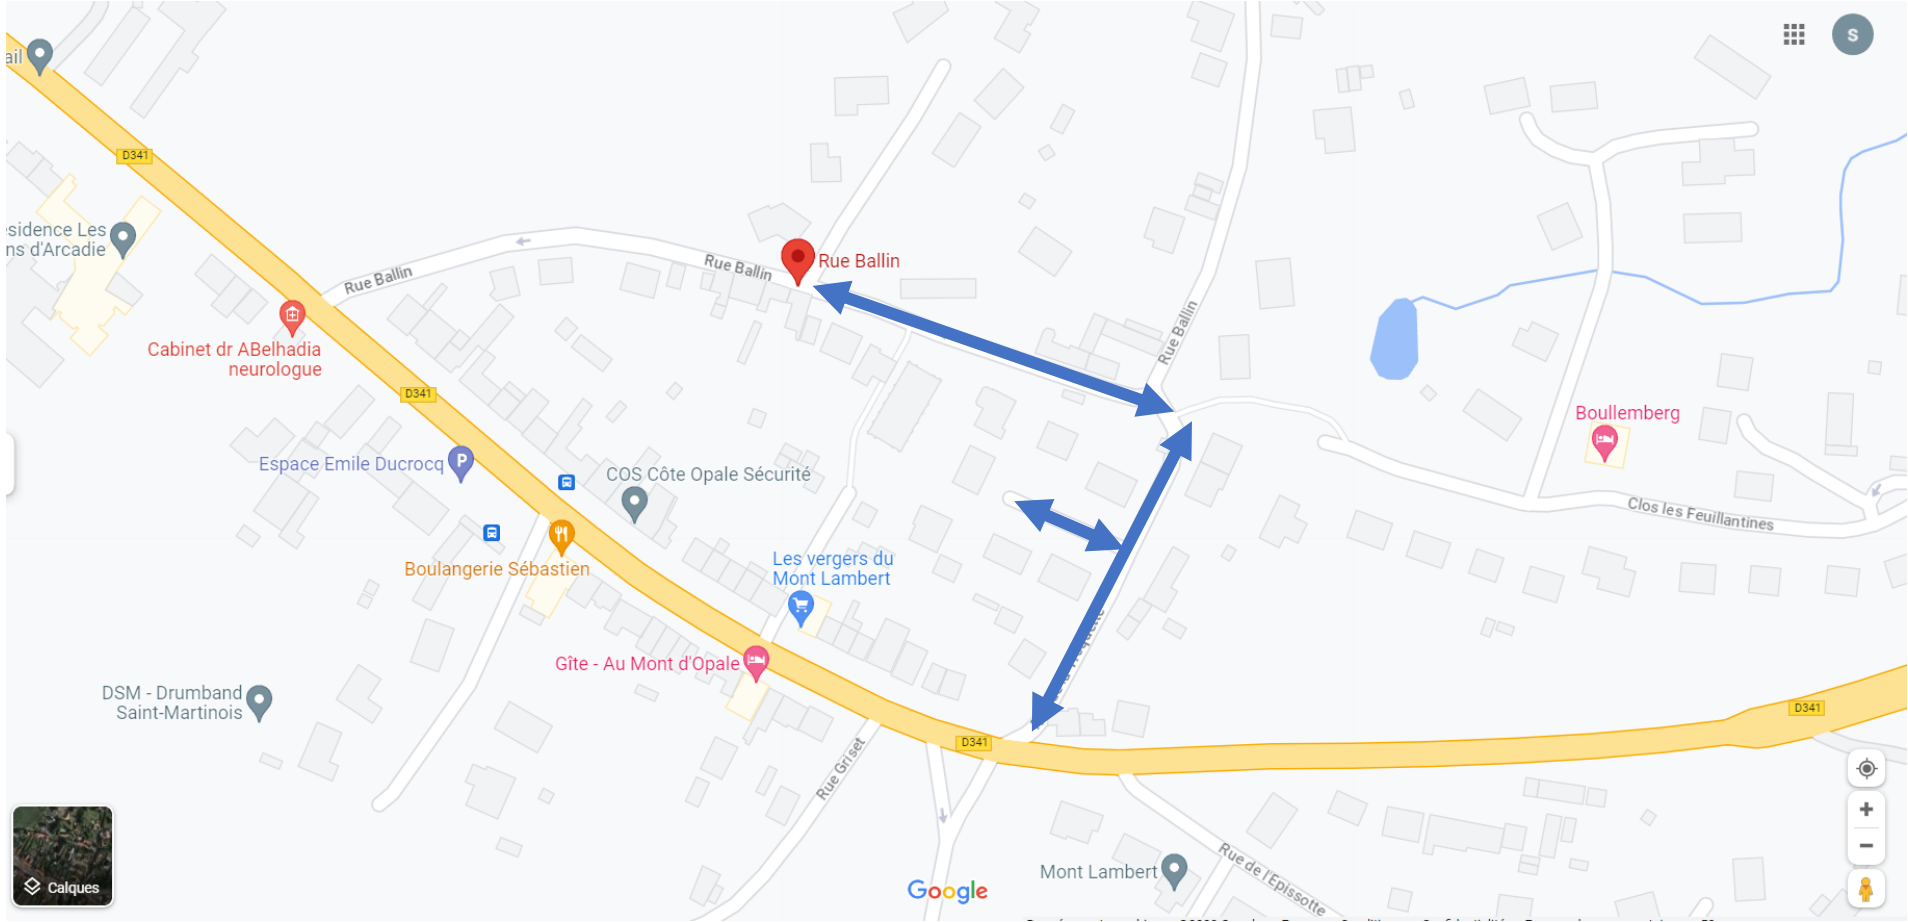 ail
S
D341
sidence Les
ns d'Arcadie
Rue Ballin
Rue Ballin
Rue Ballin
Rue Ballin
Cabinet dr ABelhadia
neurologue
D341
Boullemberg
Espace Emile Ducrocq
P
COS Côte Opale Sécurité
Clos les Feuillantines
Boulangerie Sébastien
Les vergers du
Mont Lambert
Gîte - Au Mont d'Opale
DSM - Drumband
Saint-Martinois
D341
D341
Rue Griset
Mont Lambert
Rue de l'Epissotte
Calques
Google